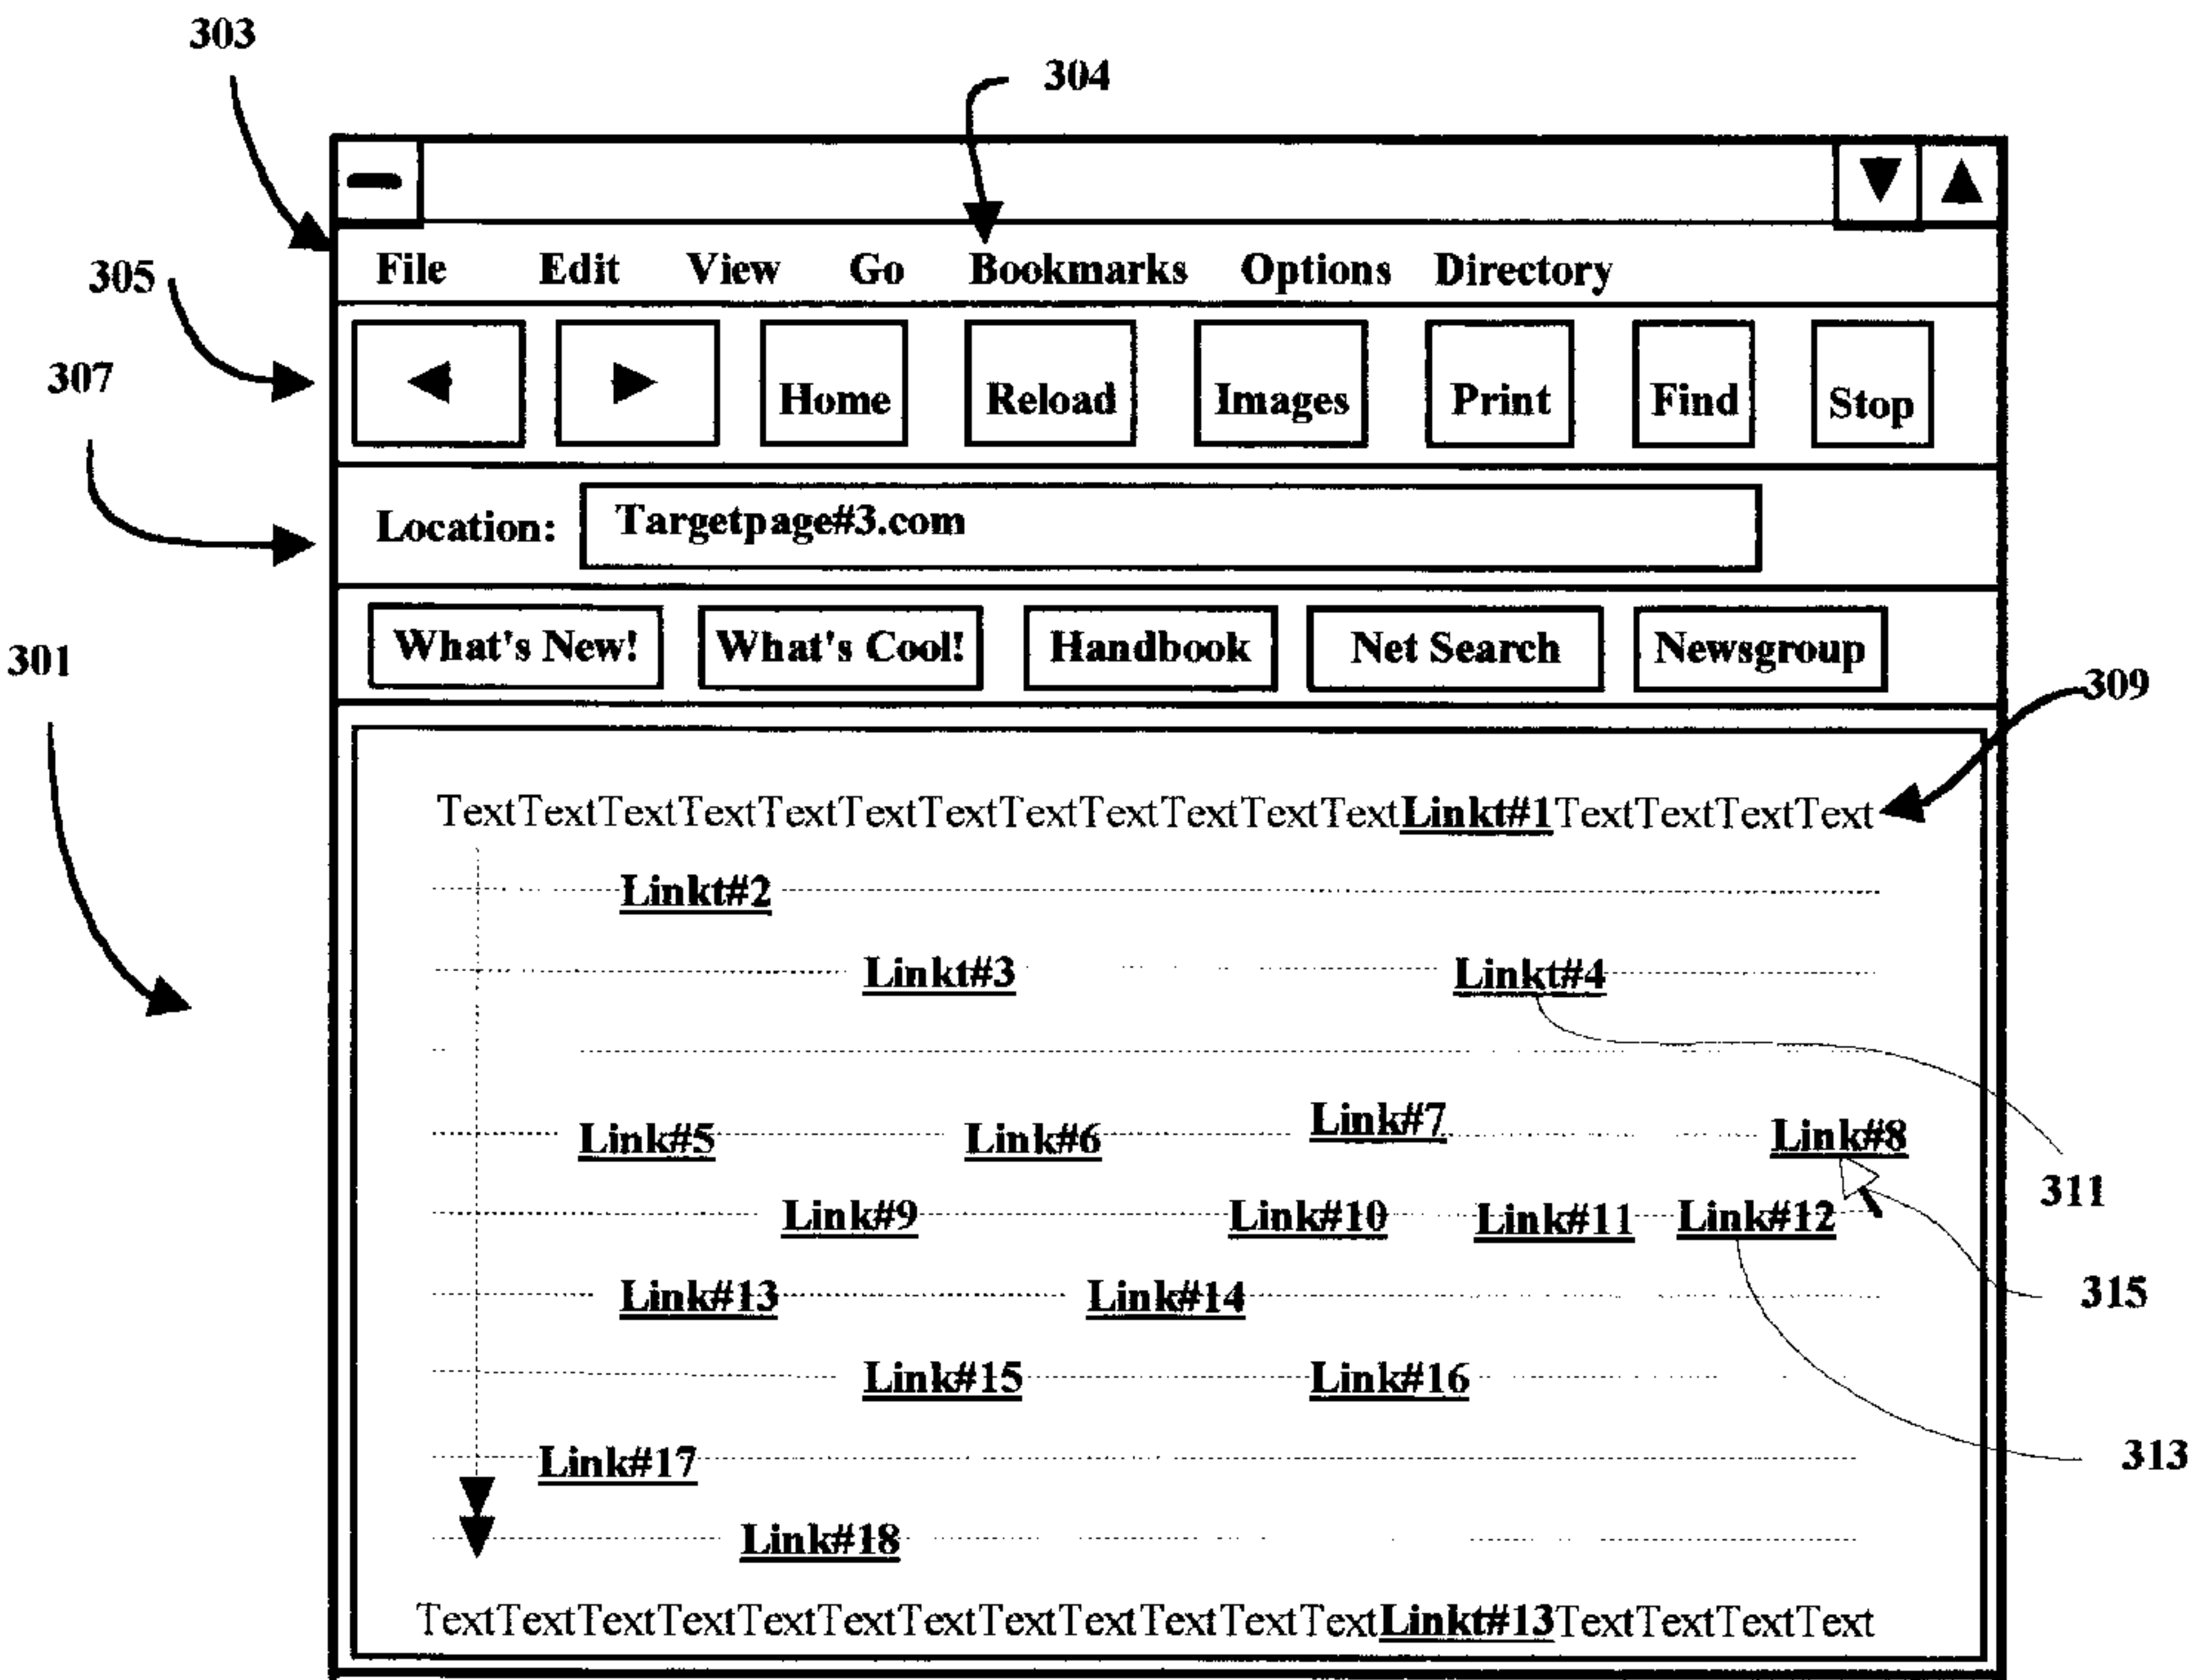 303
304
File Edit View Go Bookmarks Options Directory
305
307
Home Reload Images Print Find Stop
Location: Targetpage#3.com
What's New! What's Cool! Handbook Net Search Newsgroup
301
309
TextTextTextTextTextTextTextTextTextTextTextTextLinkt#1TextTextTextText
Linkt#2
Linkt#3 Linkt#4
Link#5 Link#6 Link#7 Link#8
311
Link#9 Link#10 Link#11 Link#12
315
Link#13 Link#14
Link#15 Link#16
313
Link#17
Link#18
TextTextTextTextTextTextTextTextTextTextTextTextLinkt#13TextTextTextText